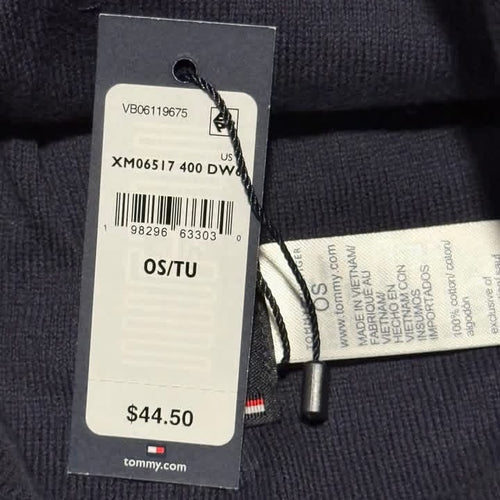 VB06119675
US
XM06517 400 DW
1 98296 63303 0
OS/TU
$44.50
tommy.com
OS
www.tommy.com
MADE IN VIETNAM/
FABRIQUÉ AU
VIETNAM/
HECHO EN
VIETNAM CON
INSUMOS
IMPORTADOS
100% cotton/ coton/
algodón
exclusive of